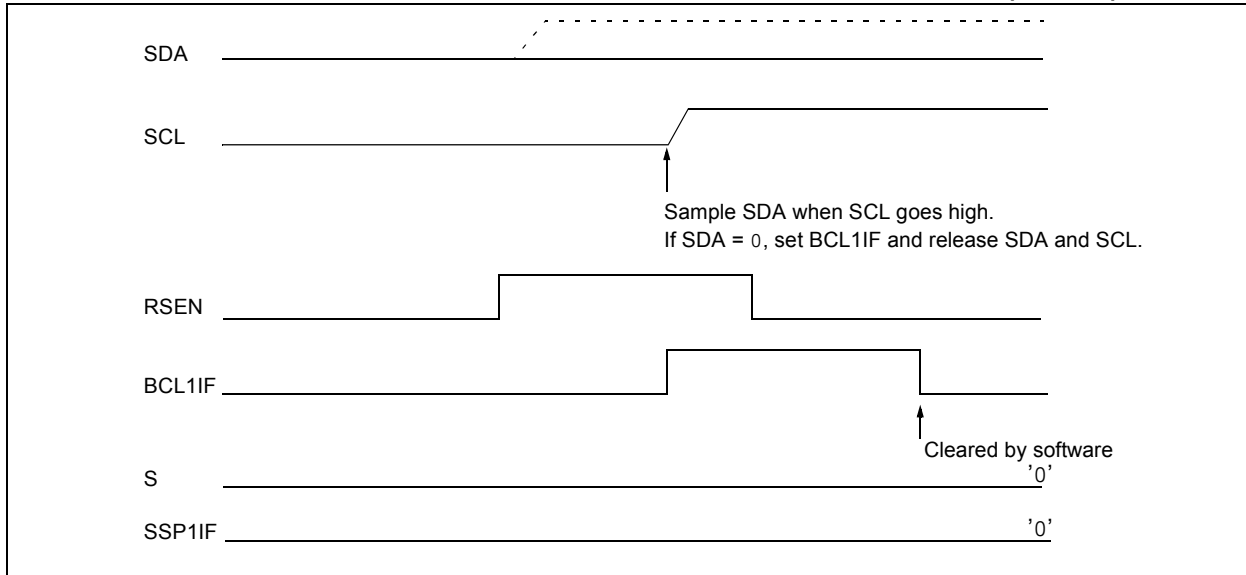 SDA
SCL
Sample SDA when SCL goes high.
If SDA = 0, set BCL1IF and release SDA and SCL.
RSEN
BCL1IF
Cleared by software
S
'0'
SSP1IF
'0'